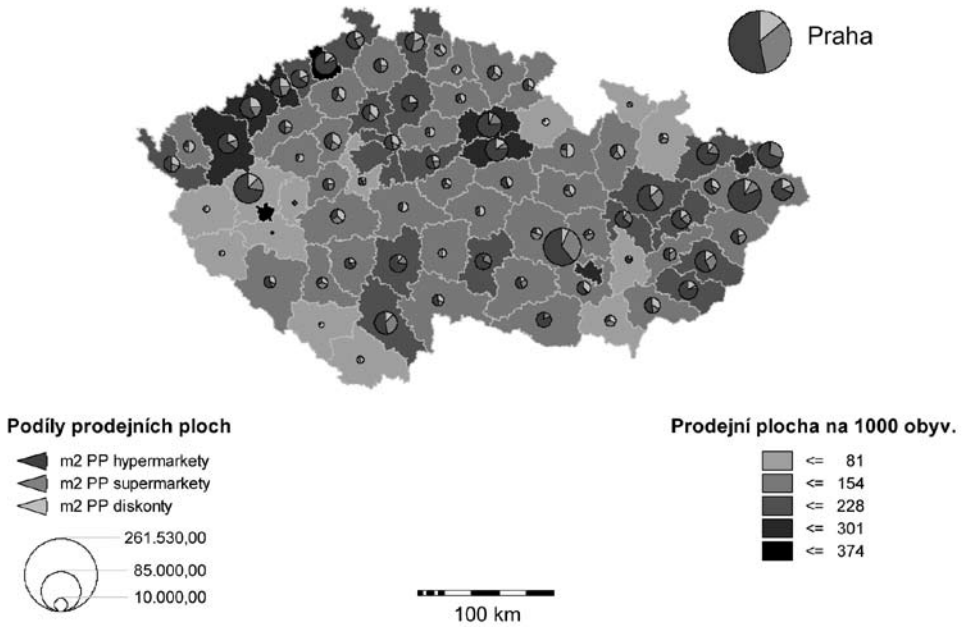 Praha
Podíly prodejních ploch
m2 PP hypermarkety
m2 PP supermarkety
m2 PP diskonty
261.530,00
85.000,00
10.000,00
100 km
Prodejní plocha na 1000 obyv.
<= 81
<= 154
<= 228
<= 301
<= 374